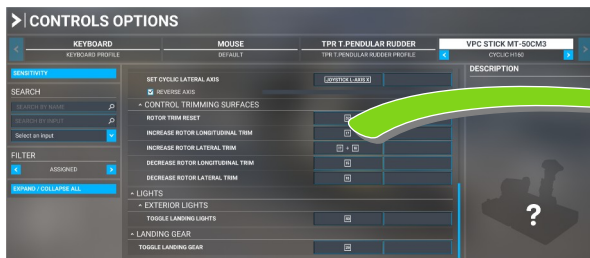 CONTROLS OPTIONS
KEYBOARD
KEYBOARD PROFILE
MOUSE
DEFAULT
TPR T.PENDULAR RUDDER
TPR T.PENDULAR RUDDER PROFILE
VPC STICK MT-50CM3
CYCLIC H160
SENSITIVITY
SEARCH
SEARCH BY NAME
SEARCH BY INPUT
Select an input
FILTER
ASSIGNED
EXPAND / COLLAPSE ALL
SET CYCLIC LATERAL AXIS
JOYSTICK L-AXIS X
REVERSE AXIS
CONTROL TRIMMING SURFACES
ROTOR TRIM RESET
INCREASE ROTOR LONGITUDINAL TRIM
INCREASE ROTOR LATERAL TRIM
DECREASE ROTOR LONGITUDINAL TRIM
DECREASE ROTOR LATERAL TRIM
LIGHTS
EXTERIOR LIGHTS
TOGGLE LANDING LIGHTS
LANDING GEAR
TOGGLE LANDING GEAR
DESCRIPTION
?